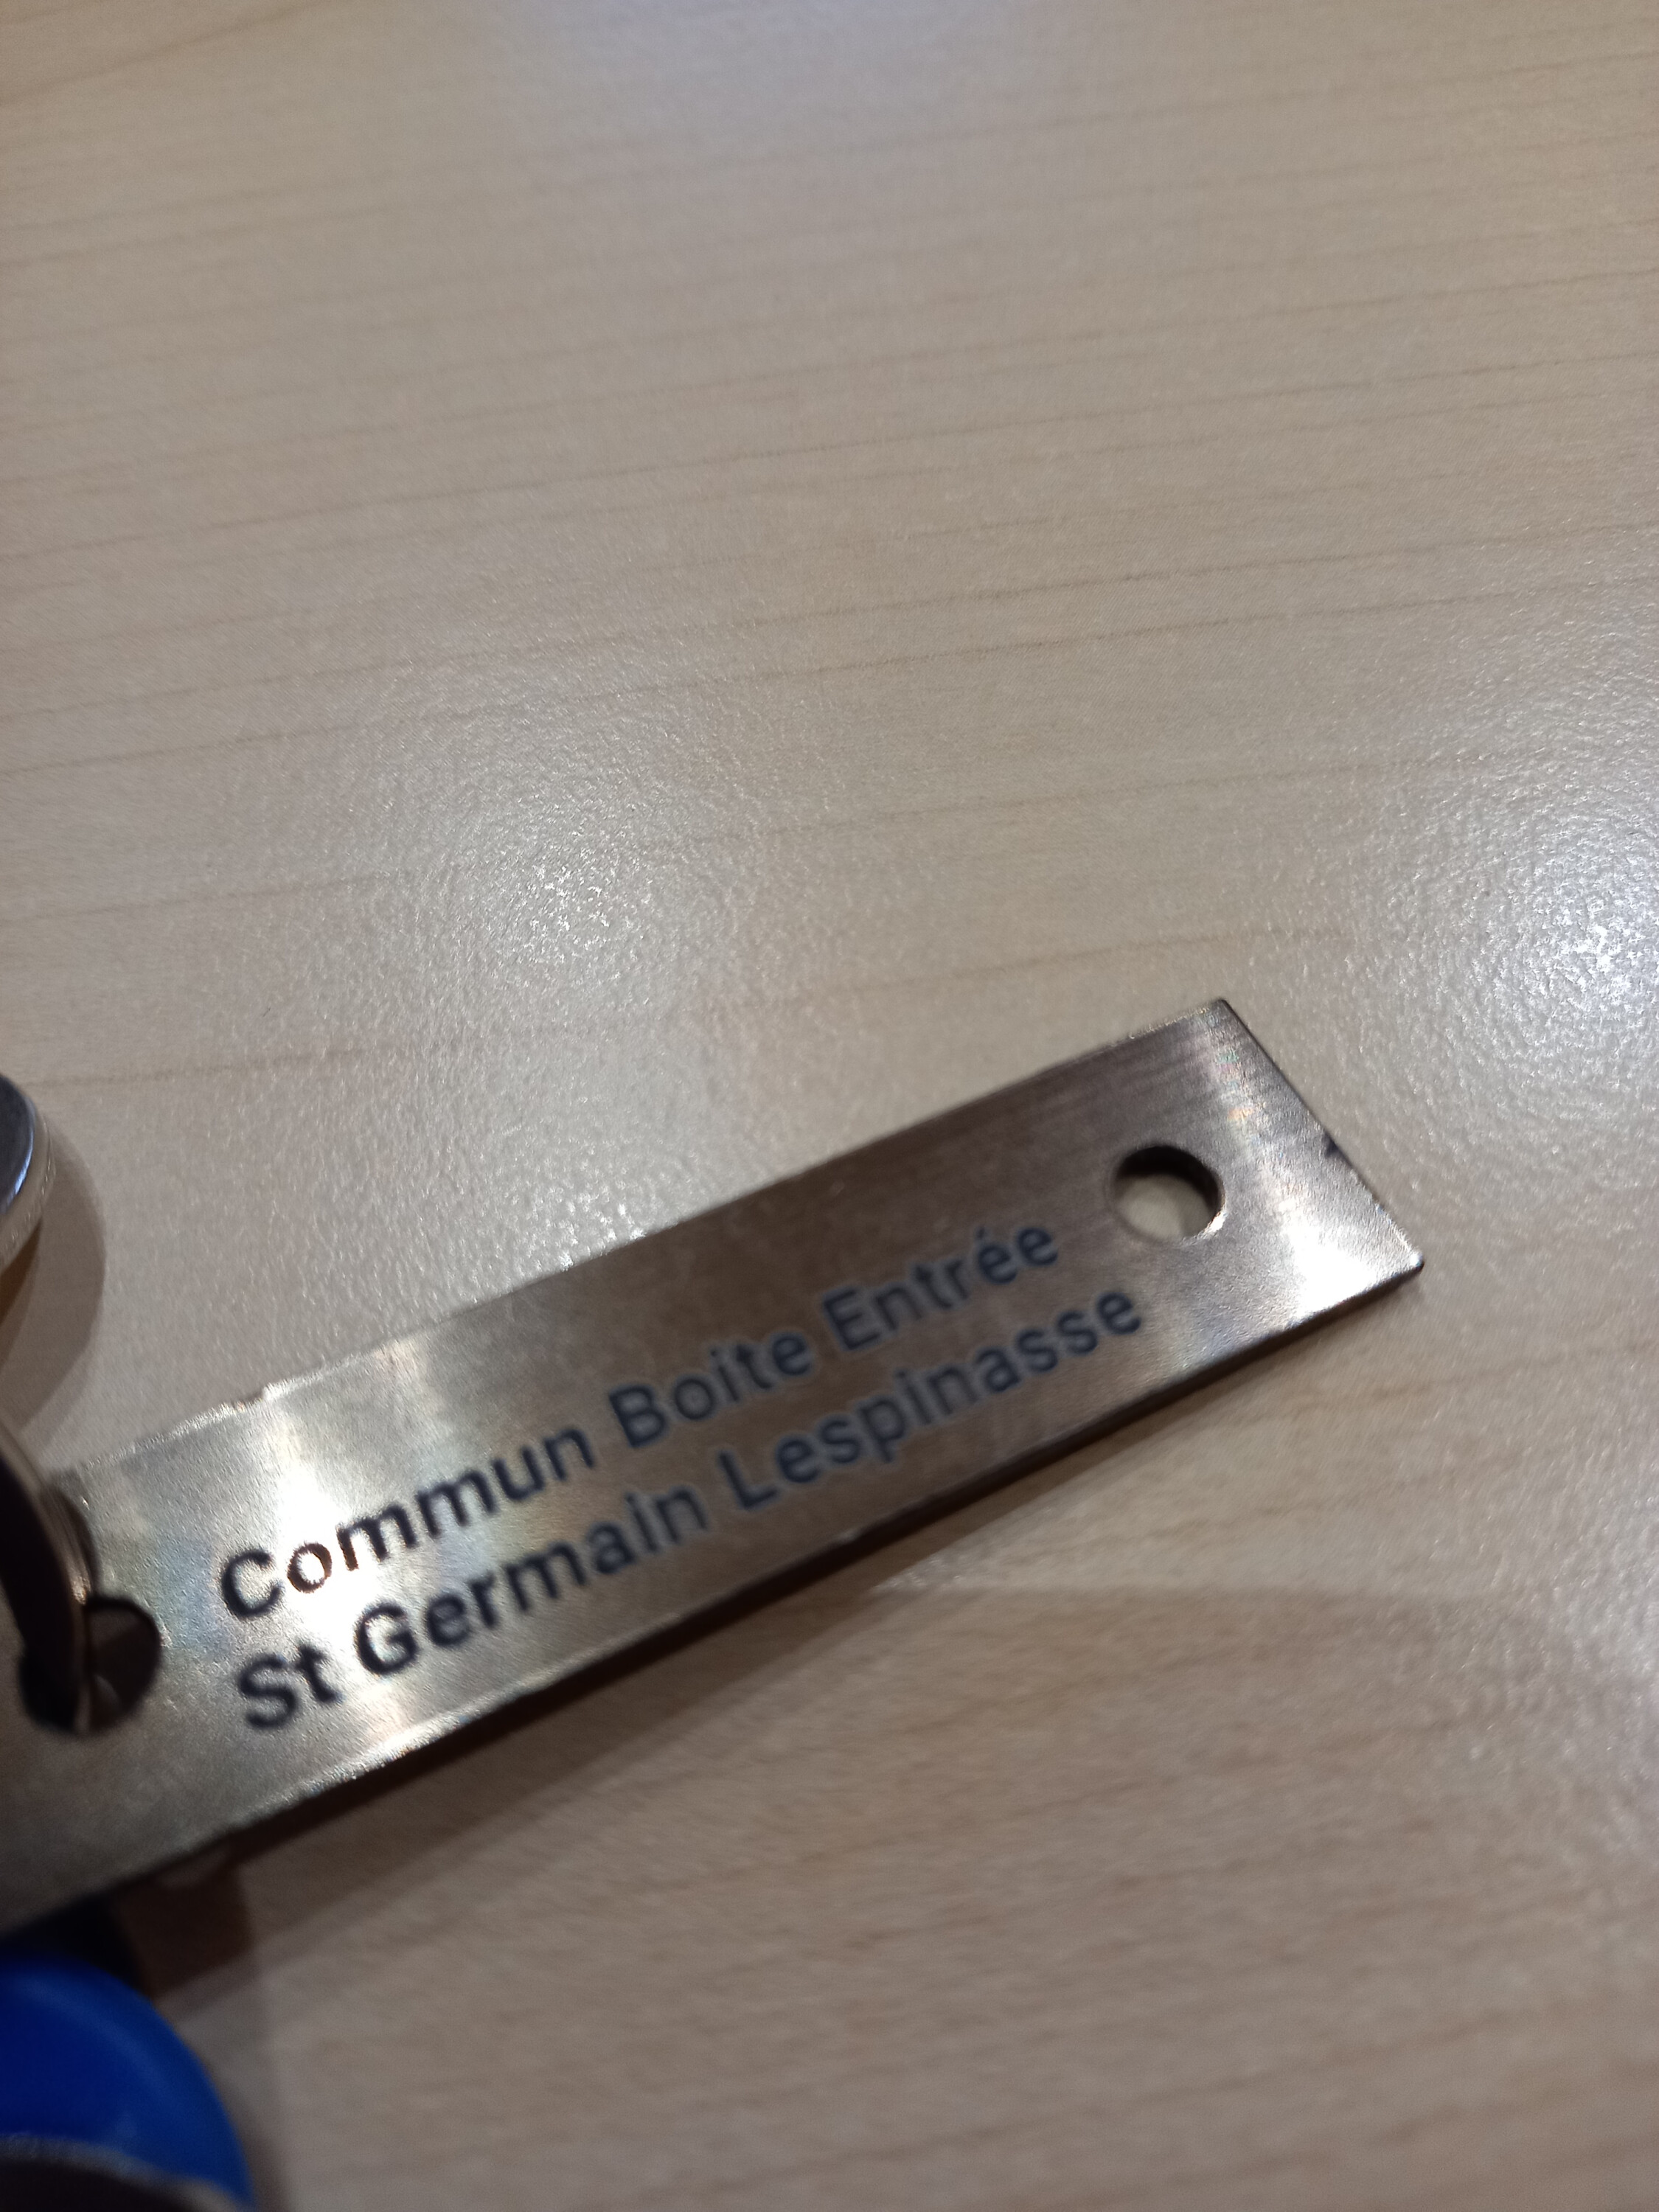 Commun Boite Entrée
St Germain Lespinasse